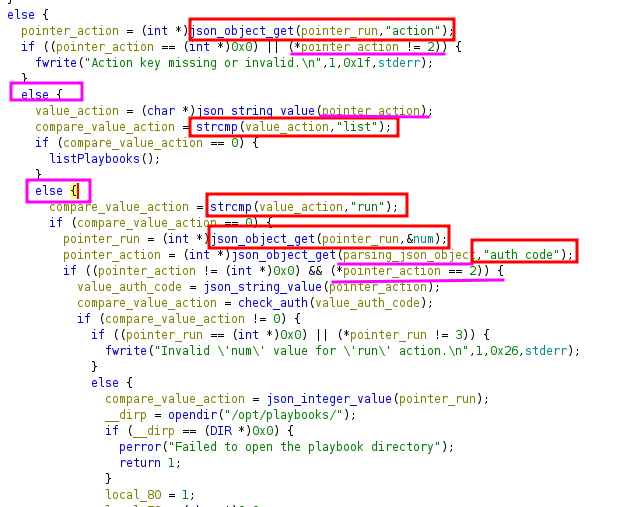 else {
pointer_action = (int *)json_object_get(pointer_run,"action");
if ((pointer_action == (int *)0x0) || (*pointer_action != 2)) {
fwrite("Action key missing or invalid.\n",1,0x1f,stderr);
}
else {
value_action = (char *)json_string_value(pointer_action);
compare_value_action = strcmp(value_action,"list");
if (compare_value_action == 0) {
listPlaybooks();
}
else {
compare_value_action = strcmp(value_action,"run");
if (compare_value_action == 0) {
pointer_run = (int *)json_object_get(pointer_run,&num);
pointer_action = (int *)json_object_get(parsing_json_object,"auth_code");
if ((pointer_action != (int *)0x0) && (*pointer_action == 2)) {
value_auth_code = json_string_value(pointer_action);
compare_value_action = check_auth(value_auth_code);
if (compare_value_action != 0) {
if ((pointer_run == (int *)0x0) || (*pointer_run != 3)) {
fwrite("Invalid \'num\' value for \'run\' action.\n",1,0x26,stderr);
}
else {
compare_value_action = json_integer_value(pointer_run);
__dirp = opendir("/opt/playbooks/");
if (__dirp == (DIR *)0x0) {
perror("Failed to open the playbook directory");
return 1;
}
local_80 = 1;